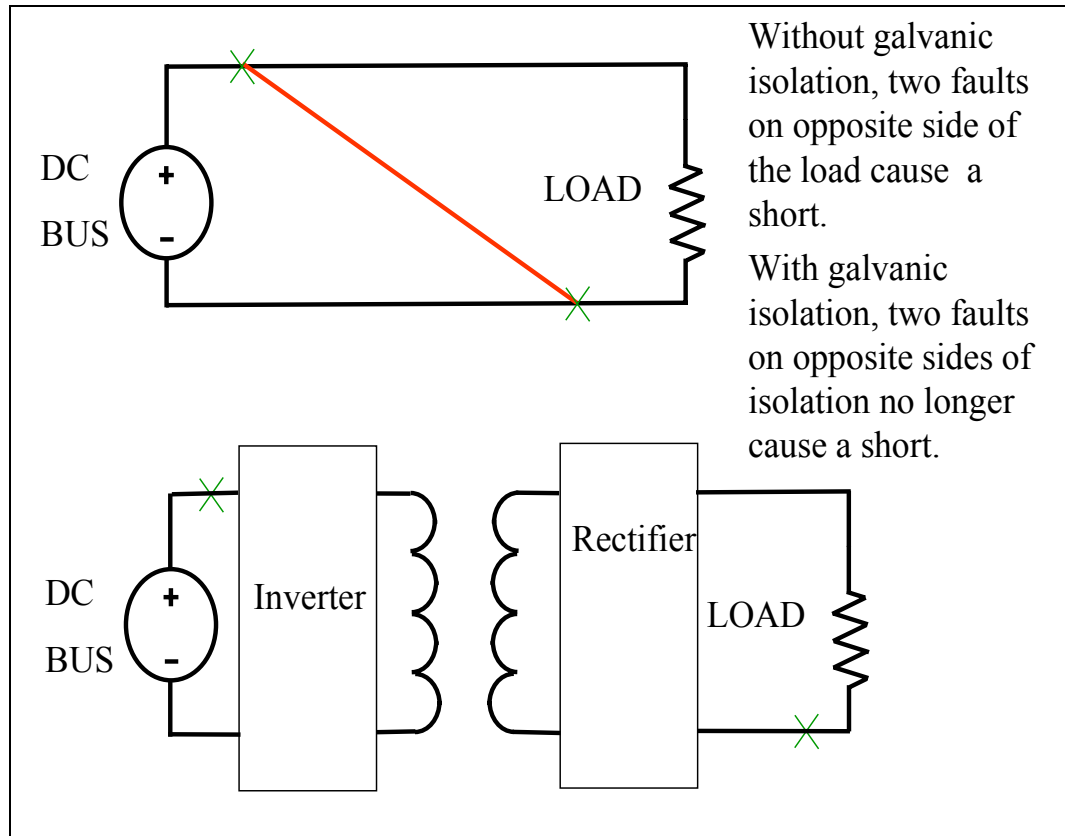 Without galvanic
isolation, two faults
on opposite side of
the load cause a
short.
With galvanic
isolation, two faults
on opposite sides of
isolation no longer
cause a short.
DC
BUS
+
-
LOAD
DC
BUS
+
-
Inverter
Rectifier
LOAD